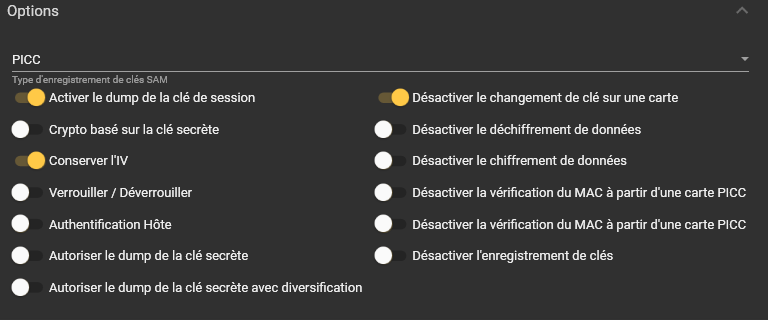 Options
PICC
Type d'enregistrement de clés SAM
Activer le dump de la clé de session
Désactiver le changement de clé sur une carte
Crypto basé sur la clé secrète
Désactiver le déchiffrement de données
Conserver l'IV
Désactiver le chiffrement de données
Verrouiller / Déverrouiller
Désactiver la vérification du MAC à partir d'une carte PICC
Authentification Hôte
Désactiver la vérification du MAC à partir d'une carte PICC
Autoriser le dump de la clé secrète
Désactiver l'enregistrement de clés
Autoriser le dump de la clé secrète avec diversification